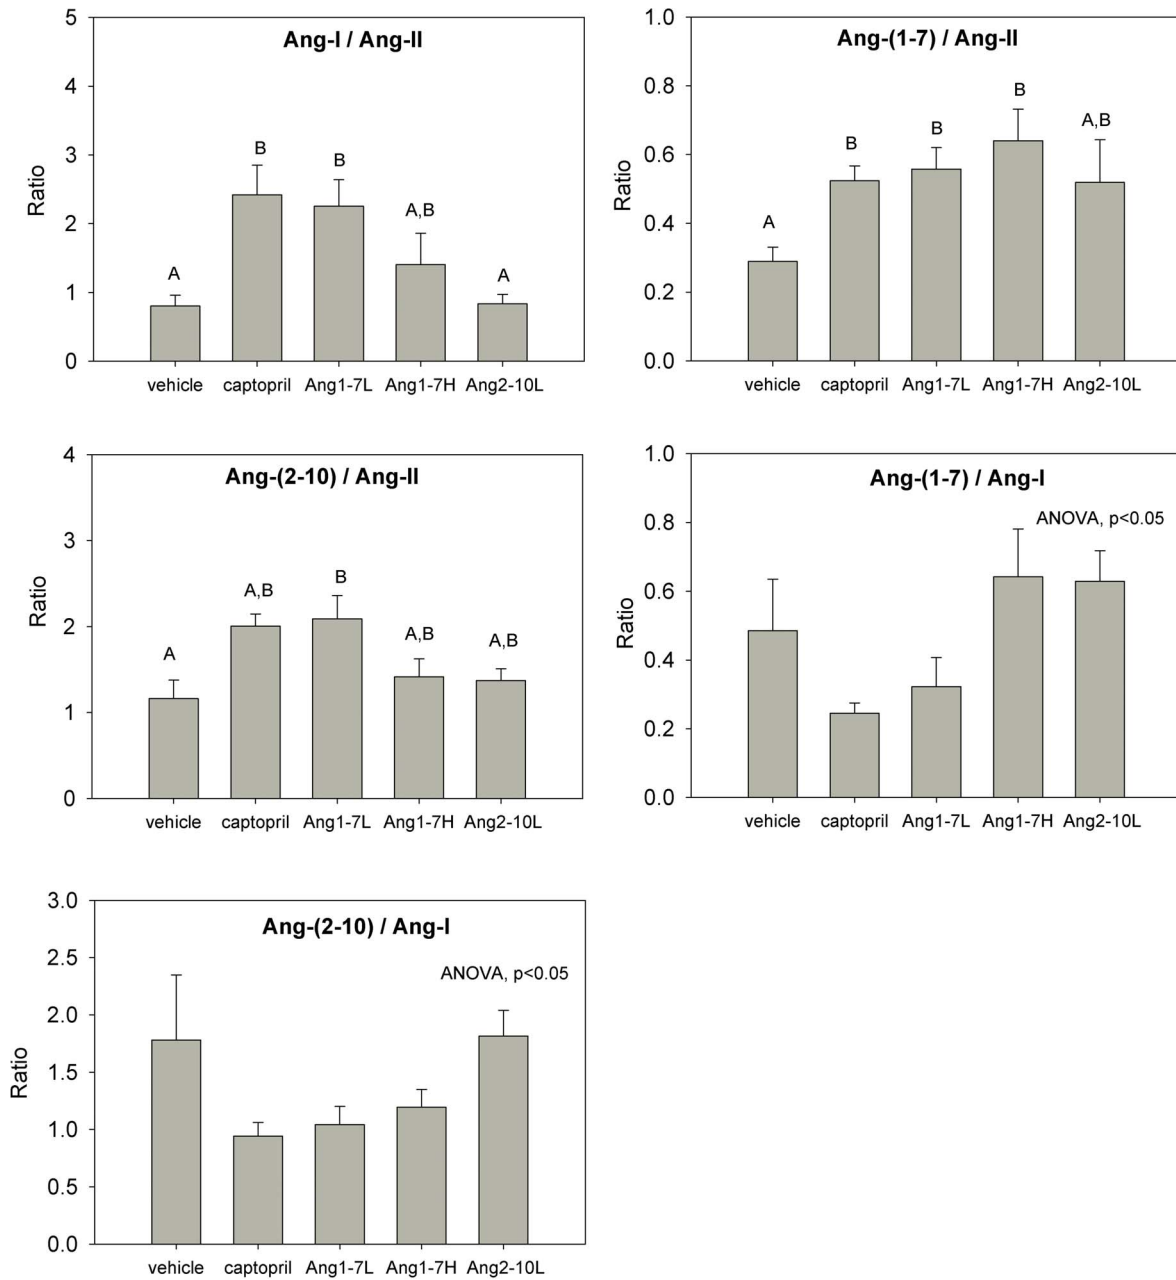 Ang-I / Ang-II
Ratio
5
4
3
2
1
0
A
B
B
A,B
A
vehicle captopril Ang1-7L Ang1-7H Ang2-10L
Ang-(1-7) / Ang-II
Ratio
1.0
0.8
0.6
0.4
0.2
0.0
A
B
B
B
A,B
vehicle captopril Ang1-7L Ang1-7H Ang2-10L
Ang-(2-10) / Ang-II
Ratio
4
3
2
1
0
A
A,B
B
A,B
A,B
vehicle captopril Ang1-7L Ang1-7H Ang2-10L
Ang-(1-7) / Ang-I
ANOVA, p<0.05
Ratio
1.0
0.8
0.6
0.4
0.2
0.0
vehicle captopril Ang1-7L Ang1-7H Ang2-10L
Ang-(2-10) / Ang-I
ANOVA, p<0.05
Ratio
3.0
2.5
2.0
1.5
1.0
0.5
0.0
vehicle captopril Ang1-7L Ang1-7H Ang2-10L